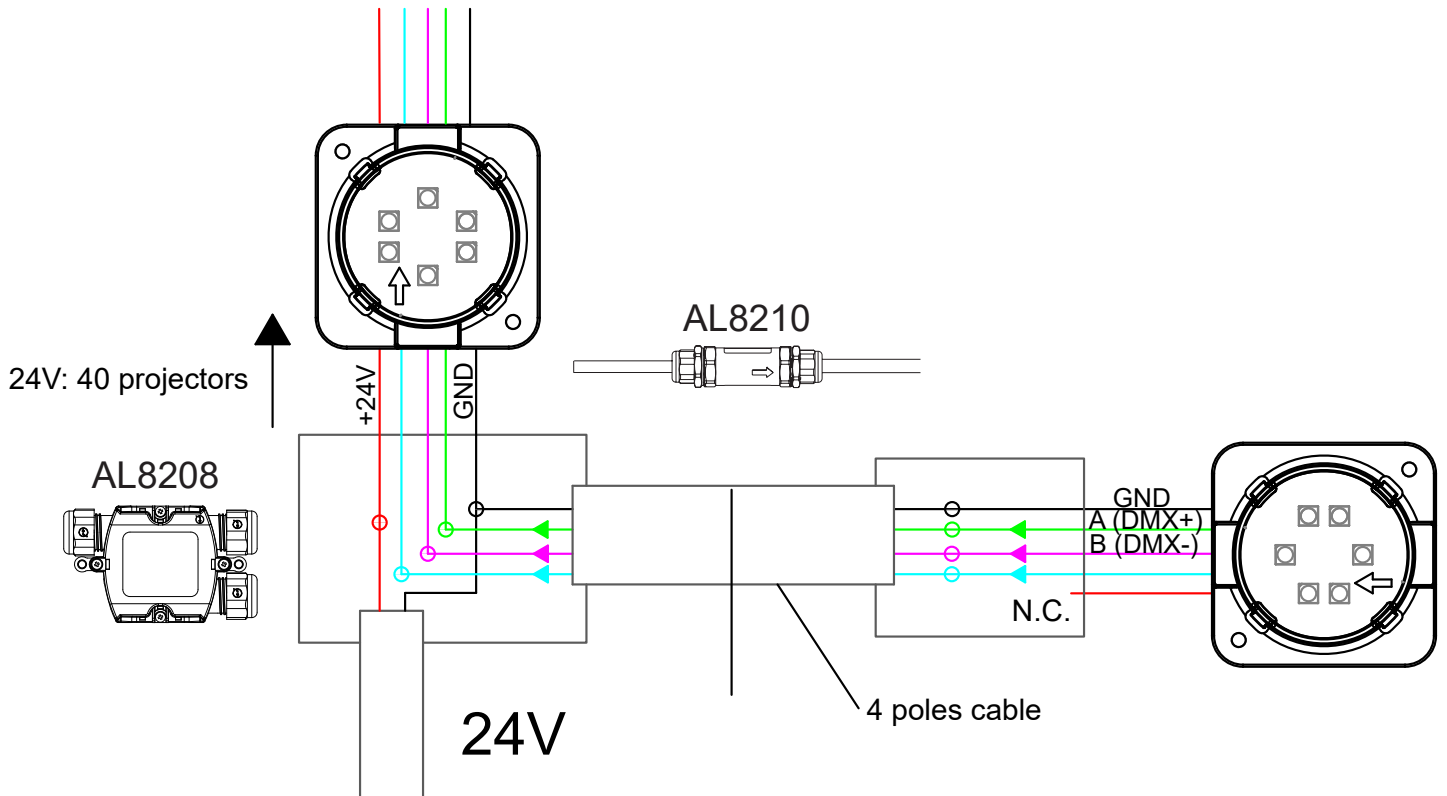 AL8210
24V: 40 projectors
+24V
GND
AL8208
GND
A (DMX+)
B (DMX-)
N.C.
4 poles cable
24V